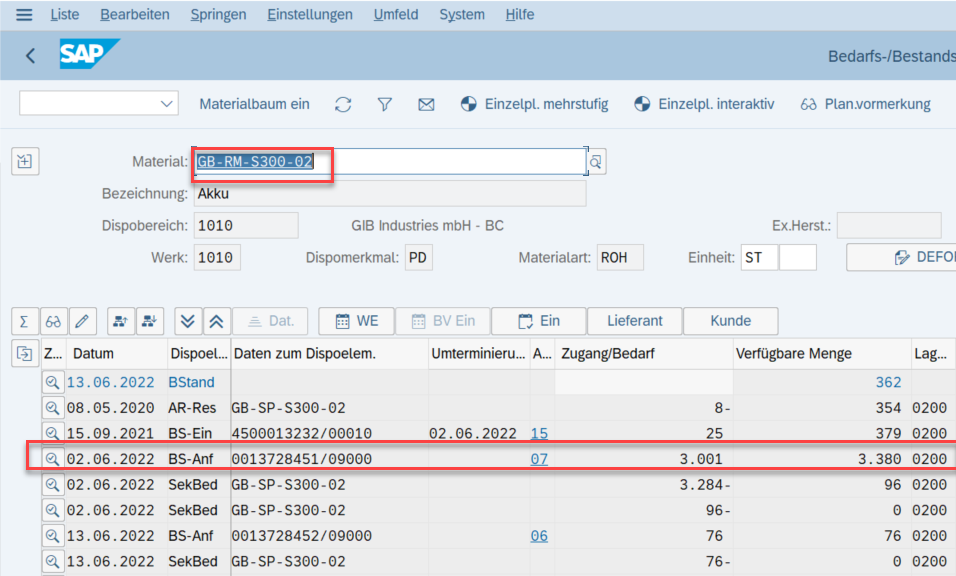 Liste Bearbeiten Springen Einstellungen Umfeld System Hilfe
SAP Bedarfs-/Bestands
Materialbaum ein Einzelpl. mehrstufig Einzelpl. interaktiv Plan.vormerkung
Material: GB-RM-S300-02
Bezeichnung: Akku
Dispobereich: 1010 GIB Industries mbH - BC Ex.Herst.:
Werk: 1010 Dispomerkmal: PD Materialart: ROH Einheit: ST DEFO
Σ Dat. WE BV Ein Ein Lieferant Kunde
Z... Datum Dispoel... Daten zum Dispoelem. Umterminieru... A... Zugang/Bedarf Verfügbare Menge Lag...
13.06.2022 BStand 362
08.05.2020 AR-Res GB-SP-S300-02 8- 354 0200
15.09.2021 BS-Ein 4500013232/00010 02.06.2022 15 25 379 0200
02.06.2022 BS-Anf 0013728451/09000 07 3.001 3.380 0200
02.06.2022 SekBed GB-SP-S300-02 3.284- 96 0200
02.06.2022 SekBed GB-SP-S300-02 96- 0 0200
13.06.2022 BS-Anf 0013728452/09000 06 76 76 0200
13.06.2022 SekBed GB-SP-S300-02 76- 0 0200